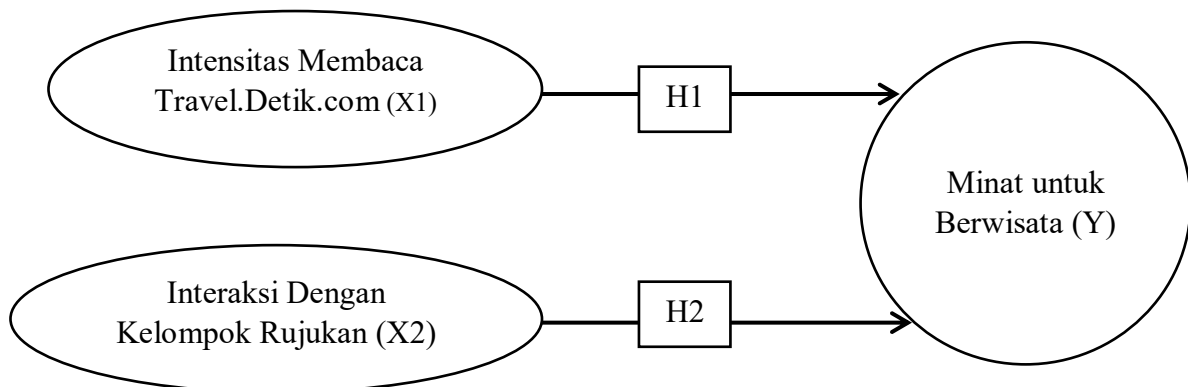 Intensitas Membaca
Travel.Detik.com (X1)
H1
Minat untuk
Berwisata (Y)
Interaksi Dengan
Kelompok Rujukan (X2)
H2